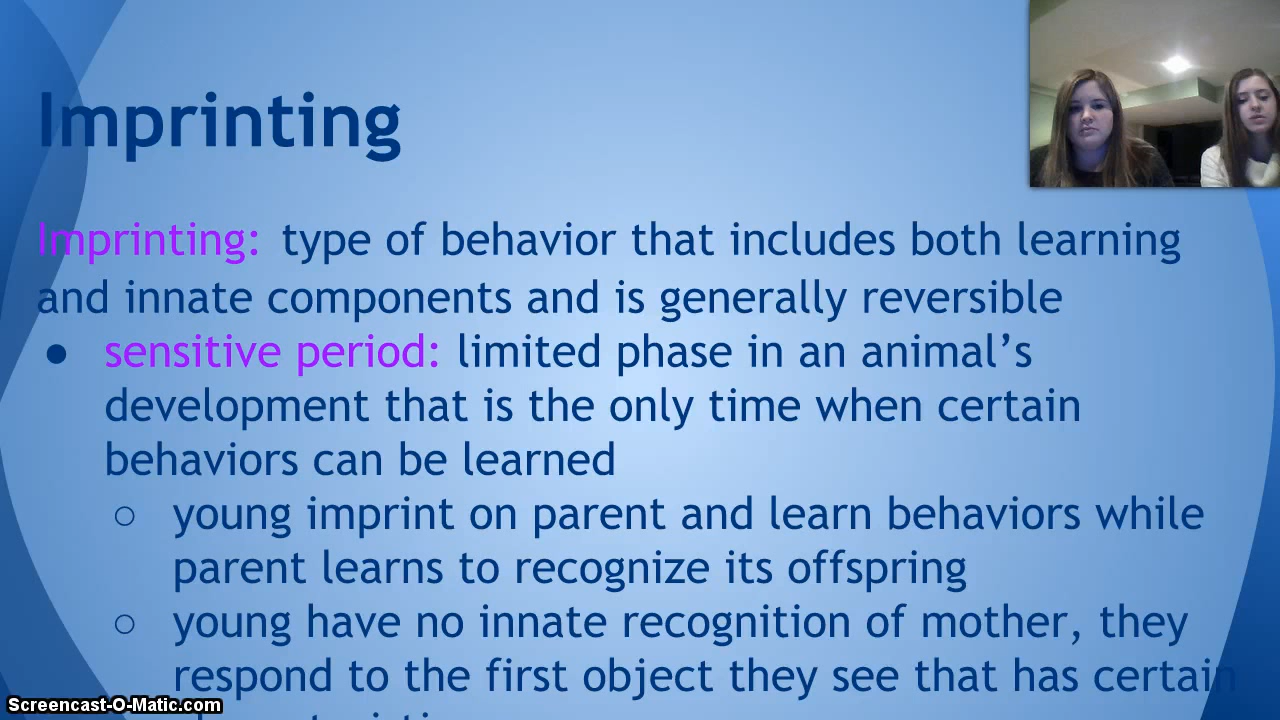 Imprinting
Imprinting: type of behavior that includes both learning
and innate components and is generally reversible
● sensitive period: limited phase in an animal’s
development that is the only time when certain
behaviors can be learned
○ young imprint on parent and learn behaviors while
parent learns to recognize its offspring
○ young have no innate recognition of mother, they
respond to the first object they see that has certain
Screencast-O-Matic.com